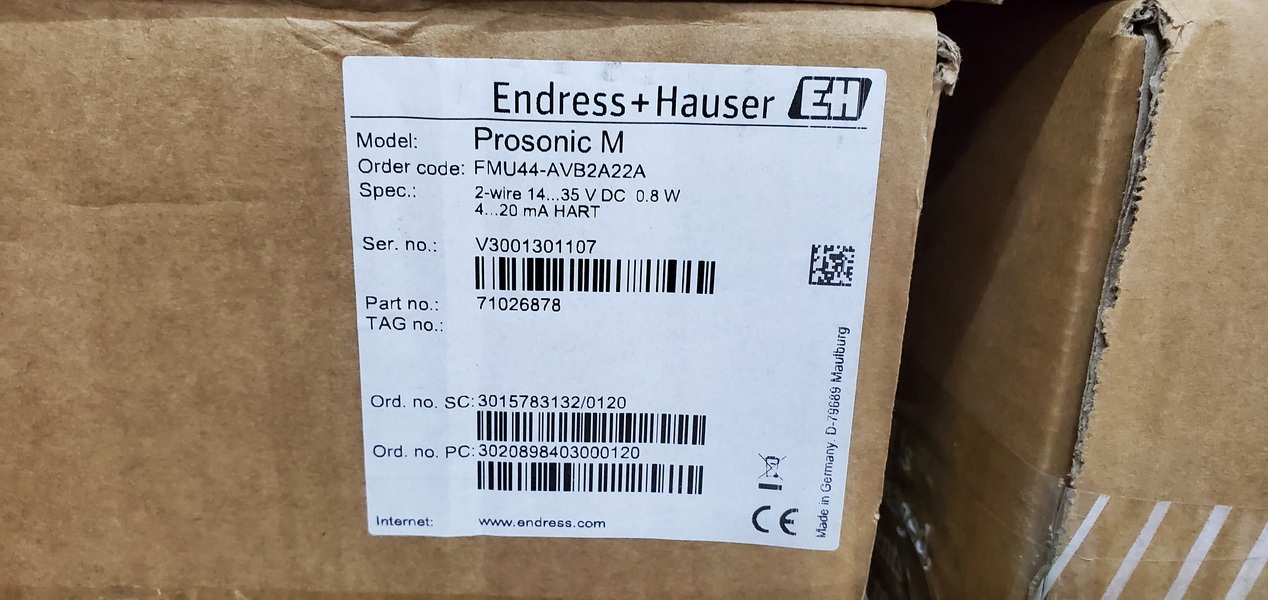 Endress+Hauser EH
Model: Prosonic M
Order code: FMU44-AVB2A22A
Spec.: 2-wire 14...35 V DC 0.8 W
4...20 mA HART
Ser. no.: V3001301107
Part no.: 71026878
TAG no.:
Ord. no. SC: 3015783132/0120
Ord. no. PC: 3020898403000120
Internet: www.endress.com
CE
Made in Germany. D-79689 Maulburg